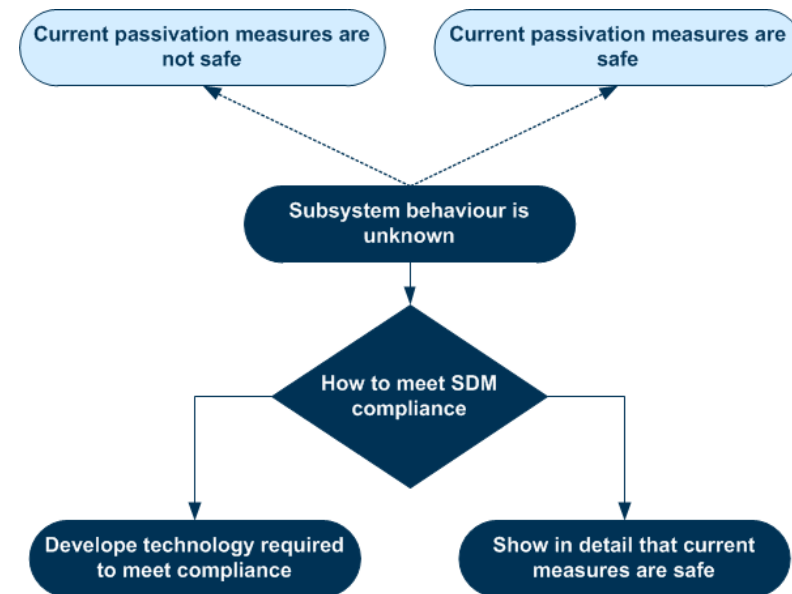 Current passivation measures are
not safe
Current passivation measures are
safe
Subsystem behaviour is
unknown
How to meet SDM
compliance
Develope technology required
to meet compliance
Show in detail that current
measures are safe